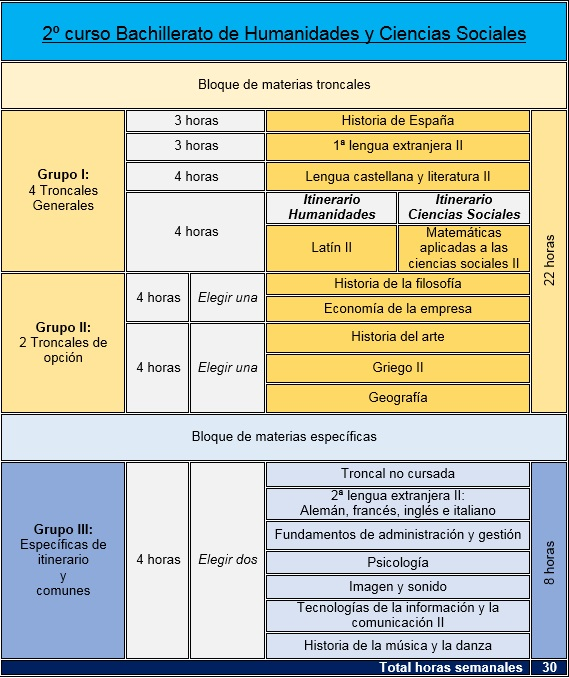 2º curso Bachillerato de Humanidades y Ciencias Sociales
Bloque de materias troncales
Grupo I:
4 Troncales
Generales
3 horas
Historia de España
3 horas
1ª lengua extranjera II
4 horas
Lengua castellana y literatura II
4 horas
Itinerario
Humanidades
Itinerario
Ciencias Sociales
Latín II
Matemáticas
aplicadas a las
ciencias sociales II
22 horas
Grupo II:
2 Troncales de
opción
4 horas
Elegir una
Historia de la filosofía
Economía de la empresa
4 horas
Elegir una
Historia del arte
Griego II
Geografía
Bloque de materias específicas
Grupo III:
Específicas de
itinerario
y
comunes
4 horas
Elegir dos
Troncal no cursada
2ª lengua extranjera II:
Alemán, francés, inglés e italiano
Fundamentos de administración y gestión
Psicología
Imagen y sonido
Tecnologías de la información y la
comunicación II
Historia de la música y la danza
8 horas
Total horas semanales 30